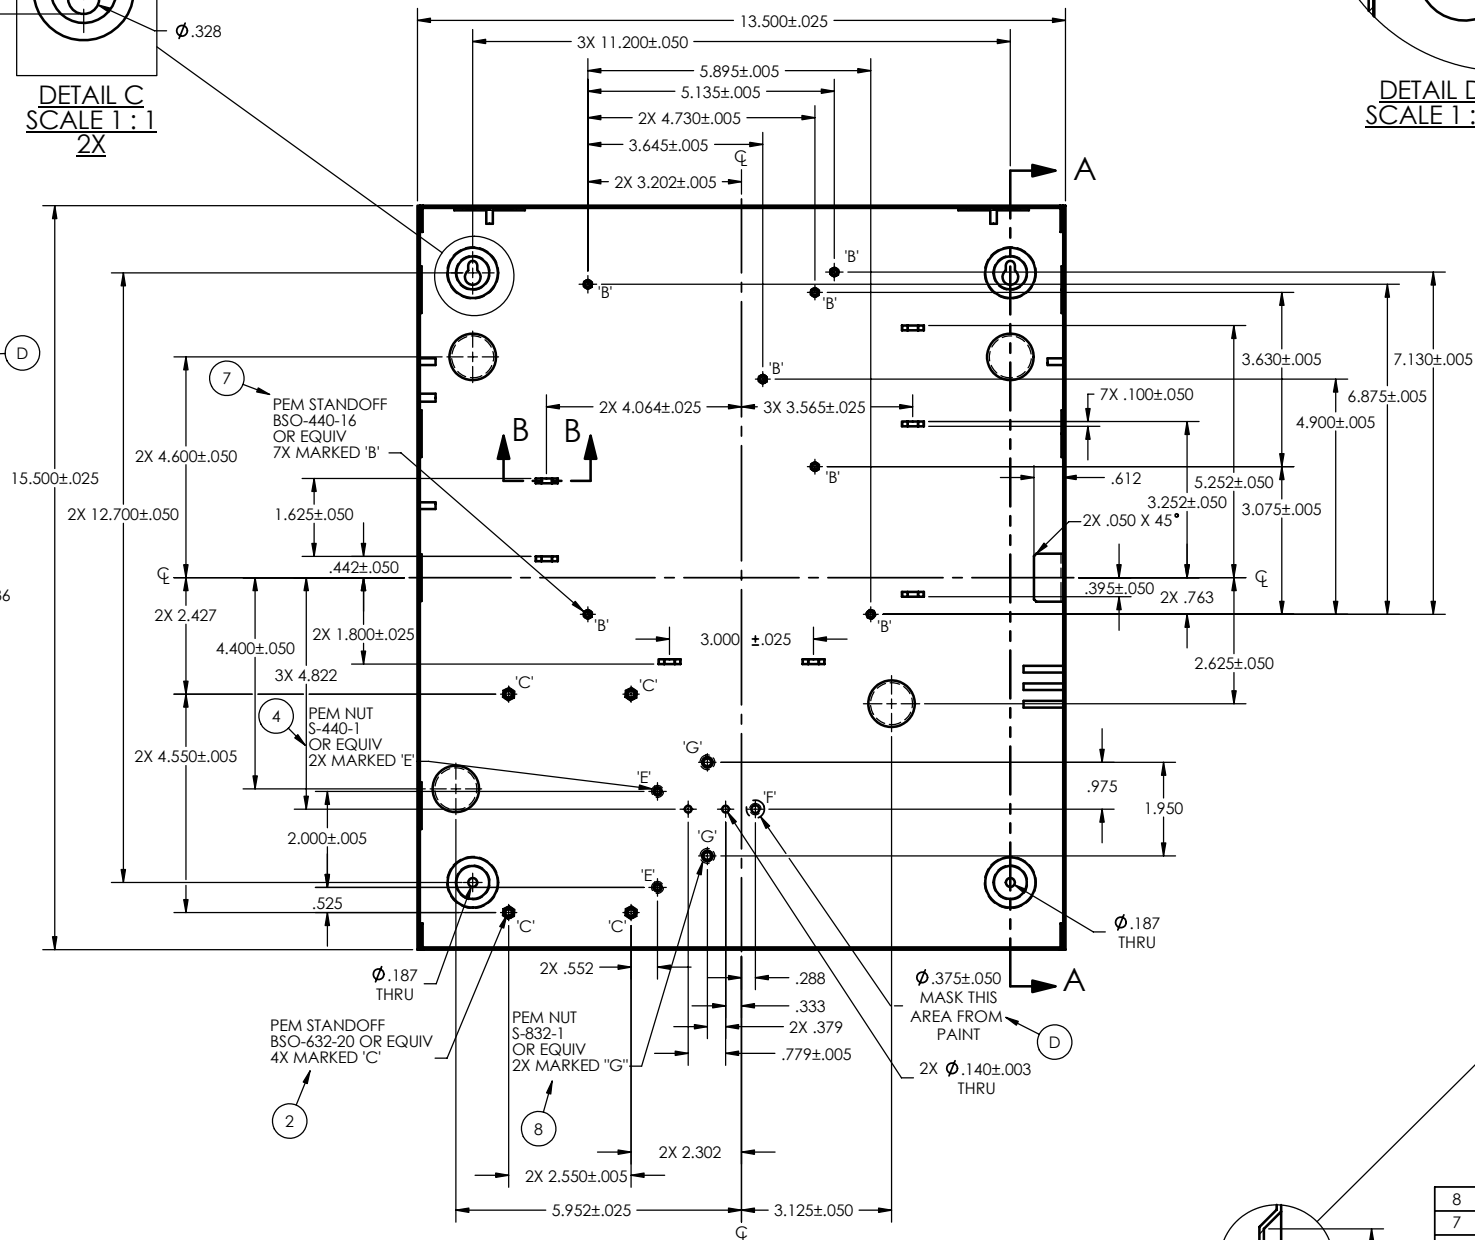 Ø.328
DETAIL C
SCALE 1 : 1
2X
DETAIL D
SCALE 1 :
13.500±.025
3X 11.200±.050
5.895±.005
5.135±.005
2X 4.730±.005
3.645±.005
℄
2X 3.202±.005
A
'B'
'B'
'B'
'B'
'B'
'B'
'B'
D
7
PEM STANDOFF
BSO-440-16
OR EQUIV
7X MARKED 'B'
2X 4.064±.025
3X 3.565±.025
B
B
7X .100±.050
3.630±.005
7.130±.005
6.875±.005
4.900±.005
2X 4.600±.050
15.500±.025
2X 12.700±.050
1.625±.050
.442±.050
.612
5.252±.050
3.252±.050
3.075±.005
2X .050 X 45°
℄
℄
.395±.050
2X .763
36
2X 2.427
2X 1.800±.025
4.400±.050
3X 4.822
3.000 ±.025
2.625±.050
'C'
'C'
4
PEM NUT
S-440-1
OR EQUIV
2X MARKED 'E'
2X 4.550±.005
'G'
'E'
'F'
.975
1.950
2.000±.005
'G'
'E'
.525
'C'
'C'
Ø.187
THRU
Ø.187
THRU
2X .552
.288
.333
2X .379
.779±.005
Ø.375±.050
MASK THIS
AREA FROM
PAINT
A
D
PEM STANDOFF
BSO-632-20 OR EQUIV
4X MARKED 'C'
2
PEM NUT
S-832-1
OR EQUIV
2X MARKED "G"
8
2X Ø.140±.003
THRU
2X 2.302
2X 2.550±.005
5.952±.025
3.125±.050
℄
8
7